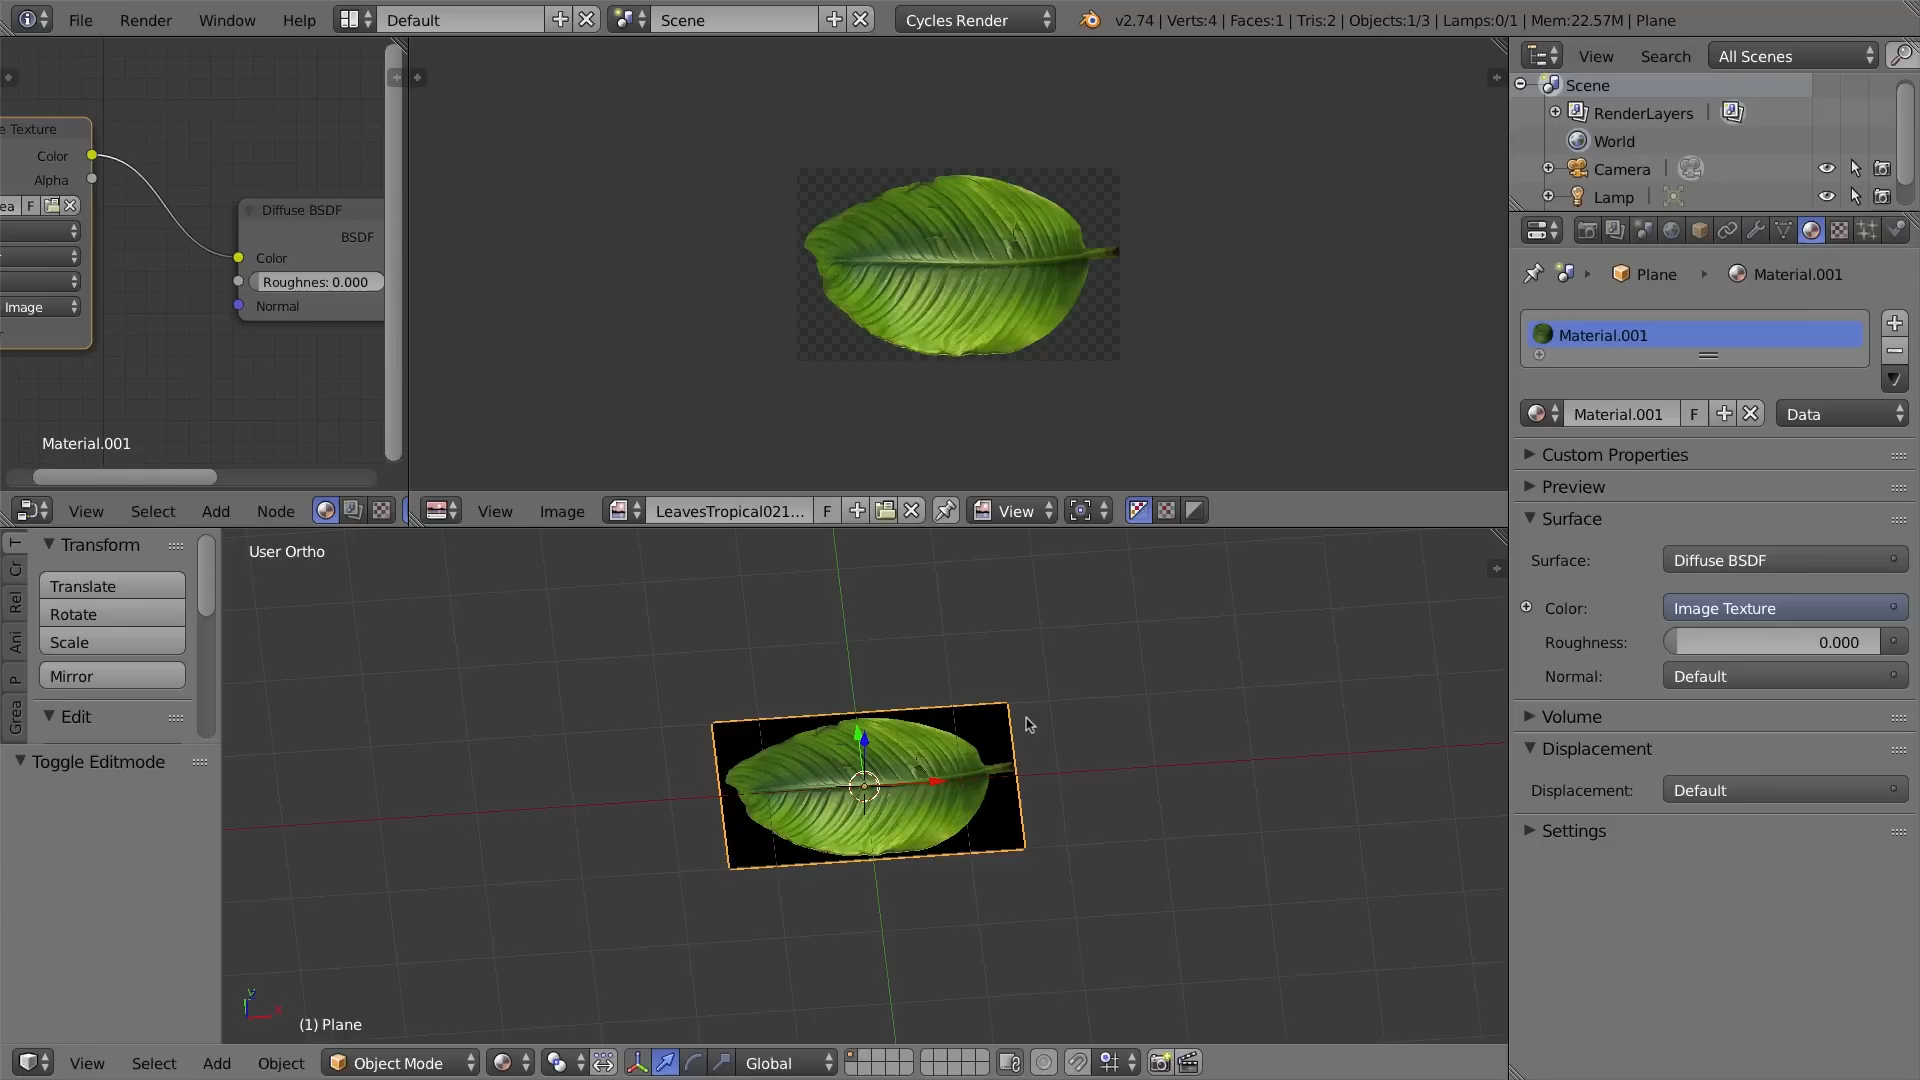 File Render Window Help Default Scene Cycles Render v2.74 | Verts:4 | Faces:1 | Tris:2 | Objects:1/3 | Lamps:0/1 | Mem:22.57M | Plane
e Texture
Color
Alpha
ea F
Image
Diffuse BSDF
BSDF
Color
Roughnes: 0.000
Normal
Material.001
View Select Add Node
View Image LeavesTropical021... F View
View Search All Scenes
Scene
RenderLayers
World
Camera
Lamp
Plane Material.001
Material.001
Material.001 F Data
Custom Properties
Preview
Surface
Surface: Diffuse BSDF
Color: Image Texture
Roughness: 0.000
Normal: Default
Volume
Displacement
Displacement: Default
Settings
T
Cr
Rel
Ani
P
Grea
Transform
Translate
Rotate
Scale
Mirror
Edit
Toggle Editmode
User Ortho
(1) Plane
View Select Add Object Object Mode Global